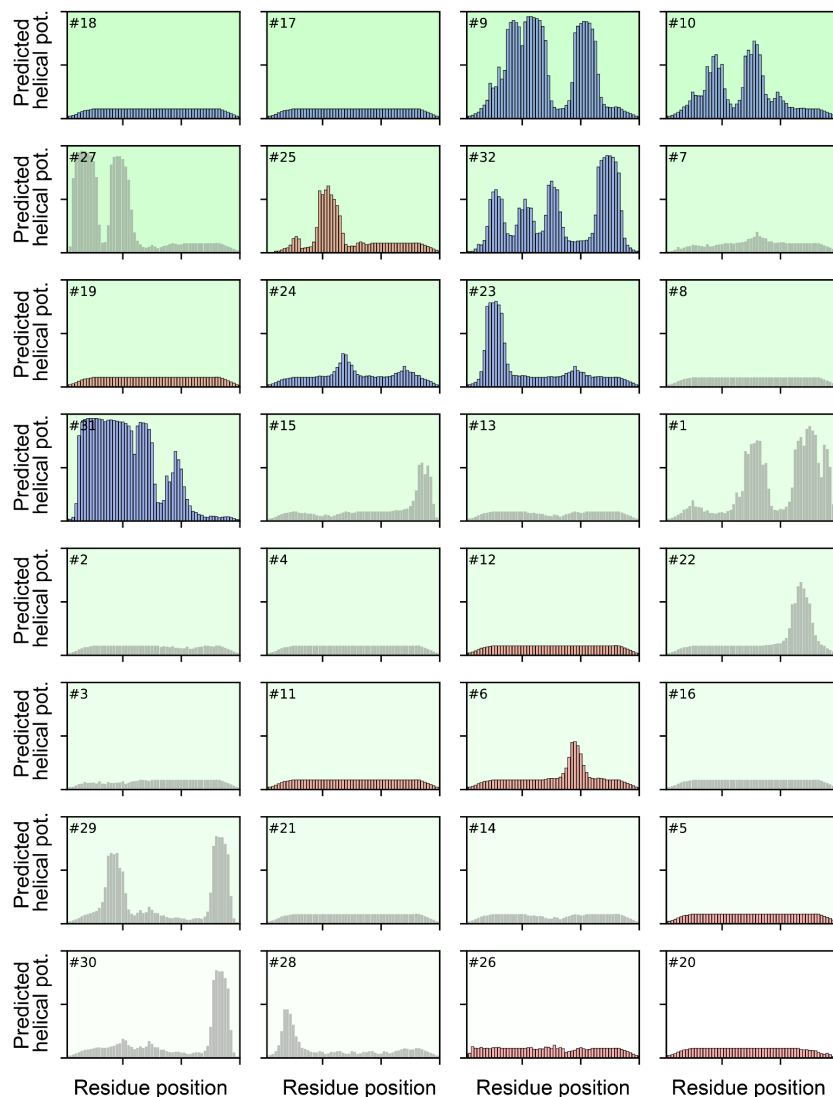 #18 #17 #9 #10
Predicted
helical pot.
#27 #25 #32 #7
Predicted
helical pot.
#19 #24 #23 #8
Predicted
helical pot.
#31 #15 #13 #1
Predicted
helical pot.
#2 #4 #12 #22
Predicted
helical pot.
#3 #11 #6 #16
Predicted
helical pot.
#29 #21 #14 #5
Predicted
helical pot.
#30 #28 #26 #20
Predicted
helical pot.
Residue position Residue position Residue position Residue position